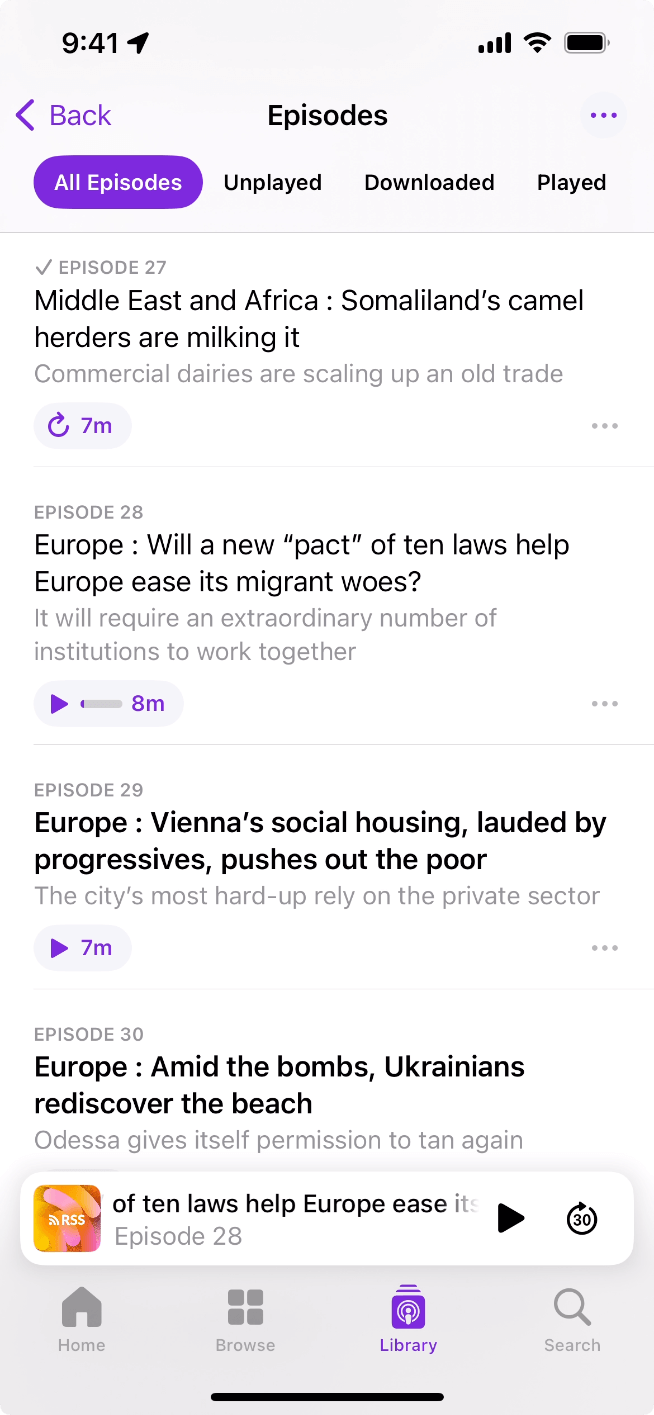 9:41
Back
Episodes
All Episodes
Unplayed
Downloaded
Played
EPISODE 27
Middle East and Africa : Somaliland’s camel
herders are milking it
Commercial dairies are scaling up an old trade
7m
EPISODE 28
Europe : Will a new “pact” of ten laws help
Europe ease its migrant woes?
It will require an extraordinary number of
institutions to work together
8m
EPISODE 29
Europe : Vienna’s social housing, lauded by
progressives, pushes out the poor
The city’s most hard-up rely on the private sector
7m
EPISODE 30
Europe : Amid the bombs, Ukrainians
rediscover the beach
Odessa gives itself permission to tan again
RSS
of ten laws help Europe ease its
Episode 28
30
Home
Browse
Library
Search